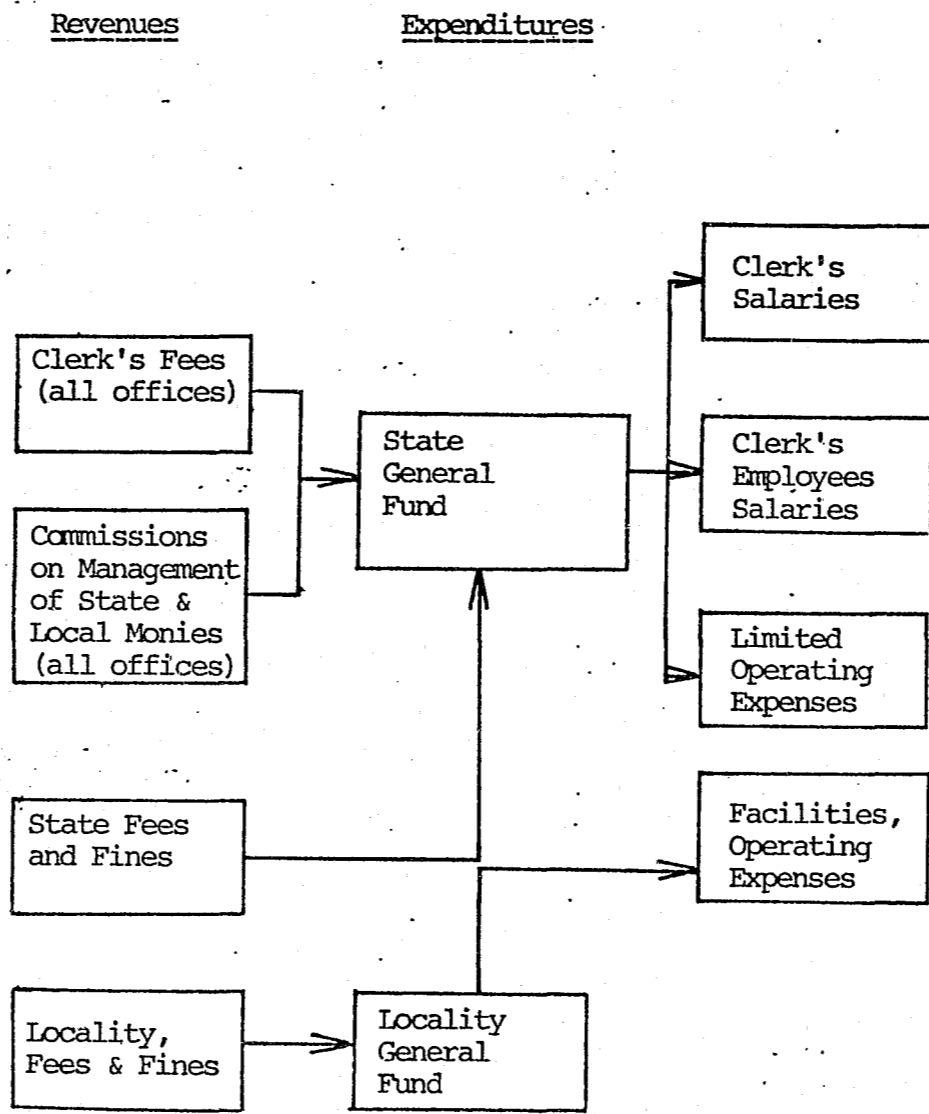 Revenues
Expenditures
Clerk's
Salaries
Clerk's Fees
(all offices)
State
General
Fund
Clerk's
Employees
Salaries
Commissions
on Management
of State &
Local Monies
(all offices)
Limited
Operating
Expenses
State Fees
and Fines
Facilities,
Operating
Expenses
Locality,
Fees & Fines
Locality
General
Fund